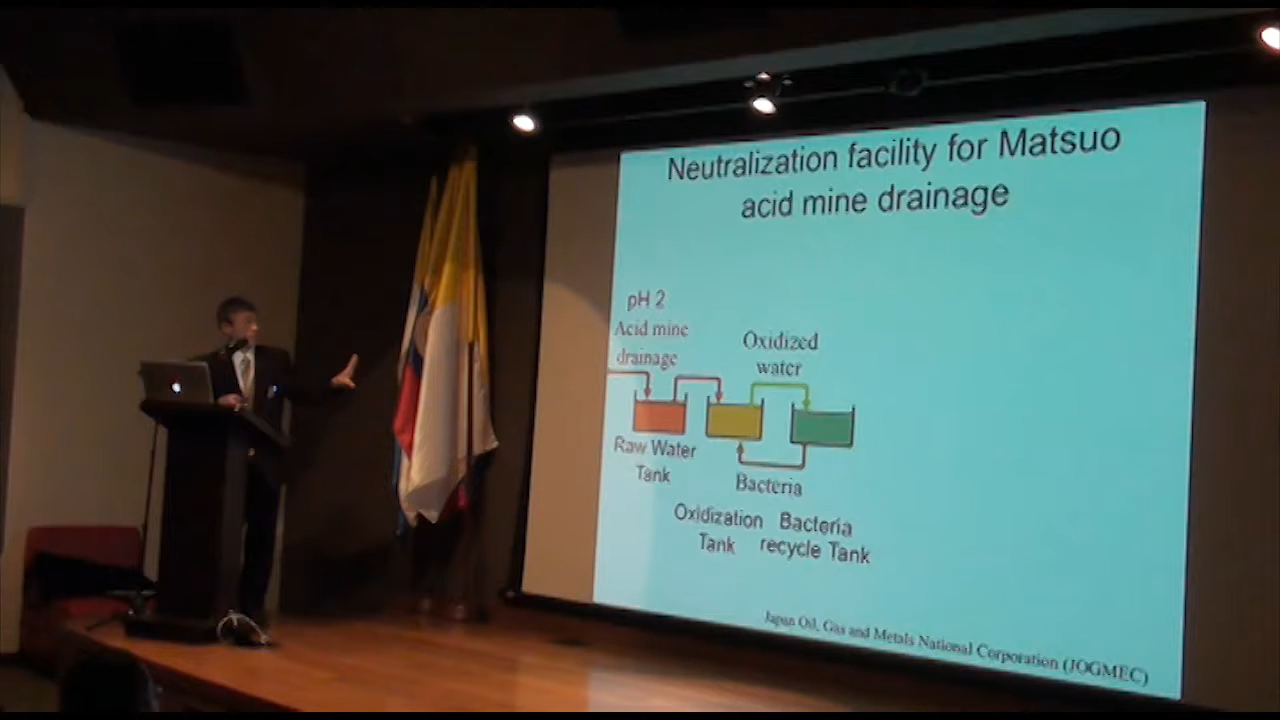 Neutralization facility for Matsuo
acid mine drainage
pH 2
Acid mine
drainage
Oxidized
water
Raw Water
Tank
Bacteria
Oxidization
Tank
Bacteria
recycle Tank
Japan Oil, Gas and Metals National Corporation (JOGMEC)